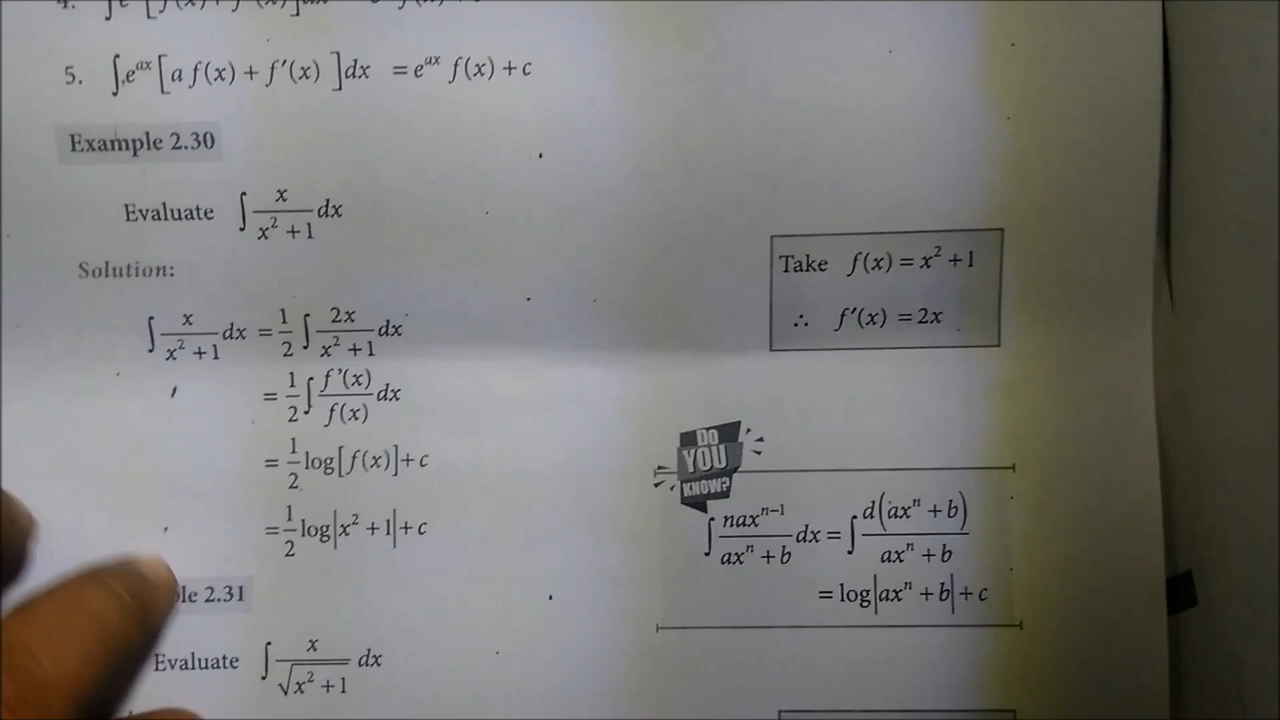 5. ∫e^{ax} [a f(x) + f′(x) ]dx = e^{ax} f(x) + c
Example 2.30
Evaluate ∫ x/(x² + 1) dx
Solution:
∫ x/(x² + 1) dx = 1/2 ∫ 2x/(x² + 1) dx
= 1/2 ∫ f’(x)/f(x) dx
= 1/2 log[f(x)] + c
= 1/2 log|x² + 1| + c
Take f(x) = x² + 1
∴ f′(x) = 2x
DO
YOU
KNOW?
∫ nax^{n−1}/(ax^n + b) dx = ∫ d(ax^n + b)/(ax^n + b)
= log|ax^n + b| + c
2.31
Evaluate ∫ x/√(x² + 1) dx